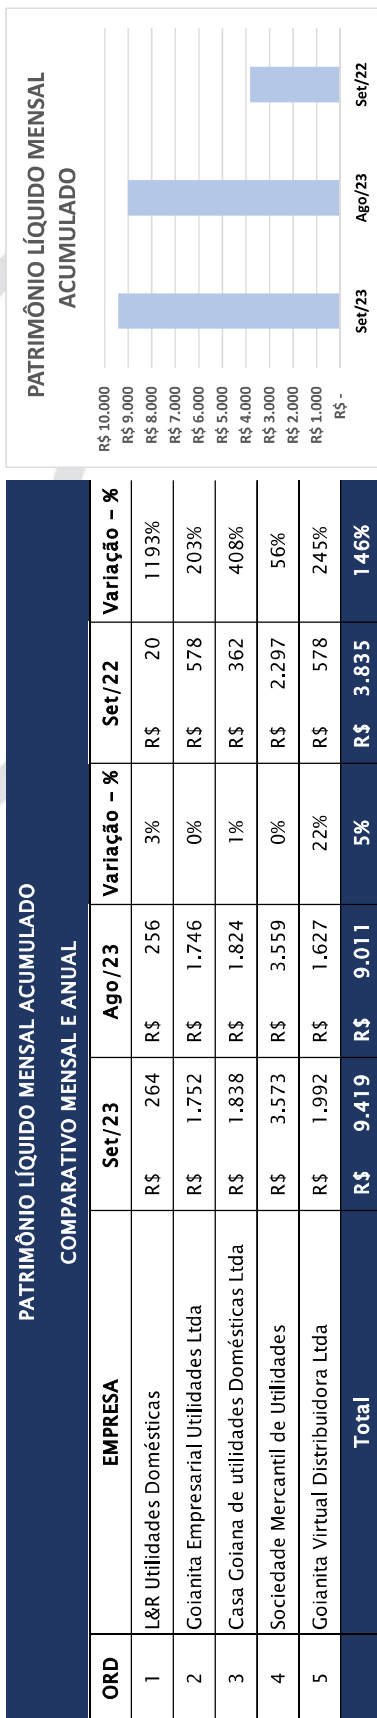 PATRIMÔNIO LÍQUIDO MENSAL ACUMULADO
COMPARATIVO MENSAL E ANUAL
ORD EMPRESA Set/23 Ago/23 Variação – % Set/22 Variação – %
1 L&R Utilidades Domésticas R$ 264 R$ 256 3% R$ 20 1193%
2 Goianita Empresarial Utilidades Ltda R$ 1.752 R$ 1.746 0% R$ 578 203%
3 Casa Goiana de utilidades Domésticas Ltda R$ 1.838 R$ 1.824 1% R$ 362 408%
4 Sociedade Mercantil de Utilidades R$ 3.573 R$ 3.559 0% R$ 2.297 56%
5 Goianita Virtual Distribuidora Ltda R$ 1.992 R$ 1.627 22% R$ 578 245%
Total R$ 9.419 R$ 9.011 5% R$ 3.835 146%
PATRIMÔNIO LÍQUIDO MENSAL
ACUMULADO
R$ 10.000
R$ 9.000
R$ 8.000
R$ 7.000
R$ 6.000
R$ 5.000
R$ 4.000
R$ 3.000
R$ 2.000
R$ 1.000
R$ -
Set/23 Ago/23 Set/22